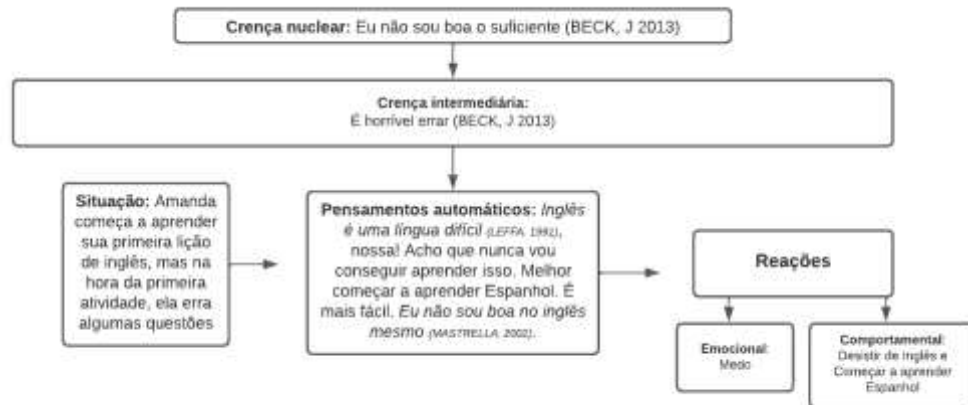 Crença nuclear: Eu não sou boa o suficiente (BECK, J 2013)
Crença intermediária:
É horrível errar (BECK, J 2013)
Situação: Amanda
começa a aprender
sua primeira lição
de inglês, mas na
hora da primeira
atividade, ela erra
algumas questões
Pensamentos automáticos: Inglês
é uma língua difícil (LEFFA, 1991),
nossa! Acho que nunca vou
conseguir aprender isso. Melhor
começar a aprender Espanhol. É
mais fácil. Eu não sou boa no inglês
mesmo (MASTRELLA, 2002).
Reações
Emocional:
Medo
Comportamental:
Desistir de inglês e
Começar a aprender
Espanhol